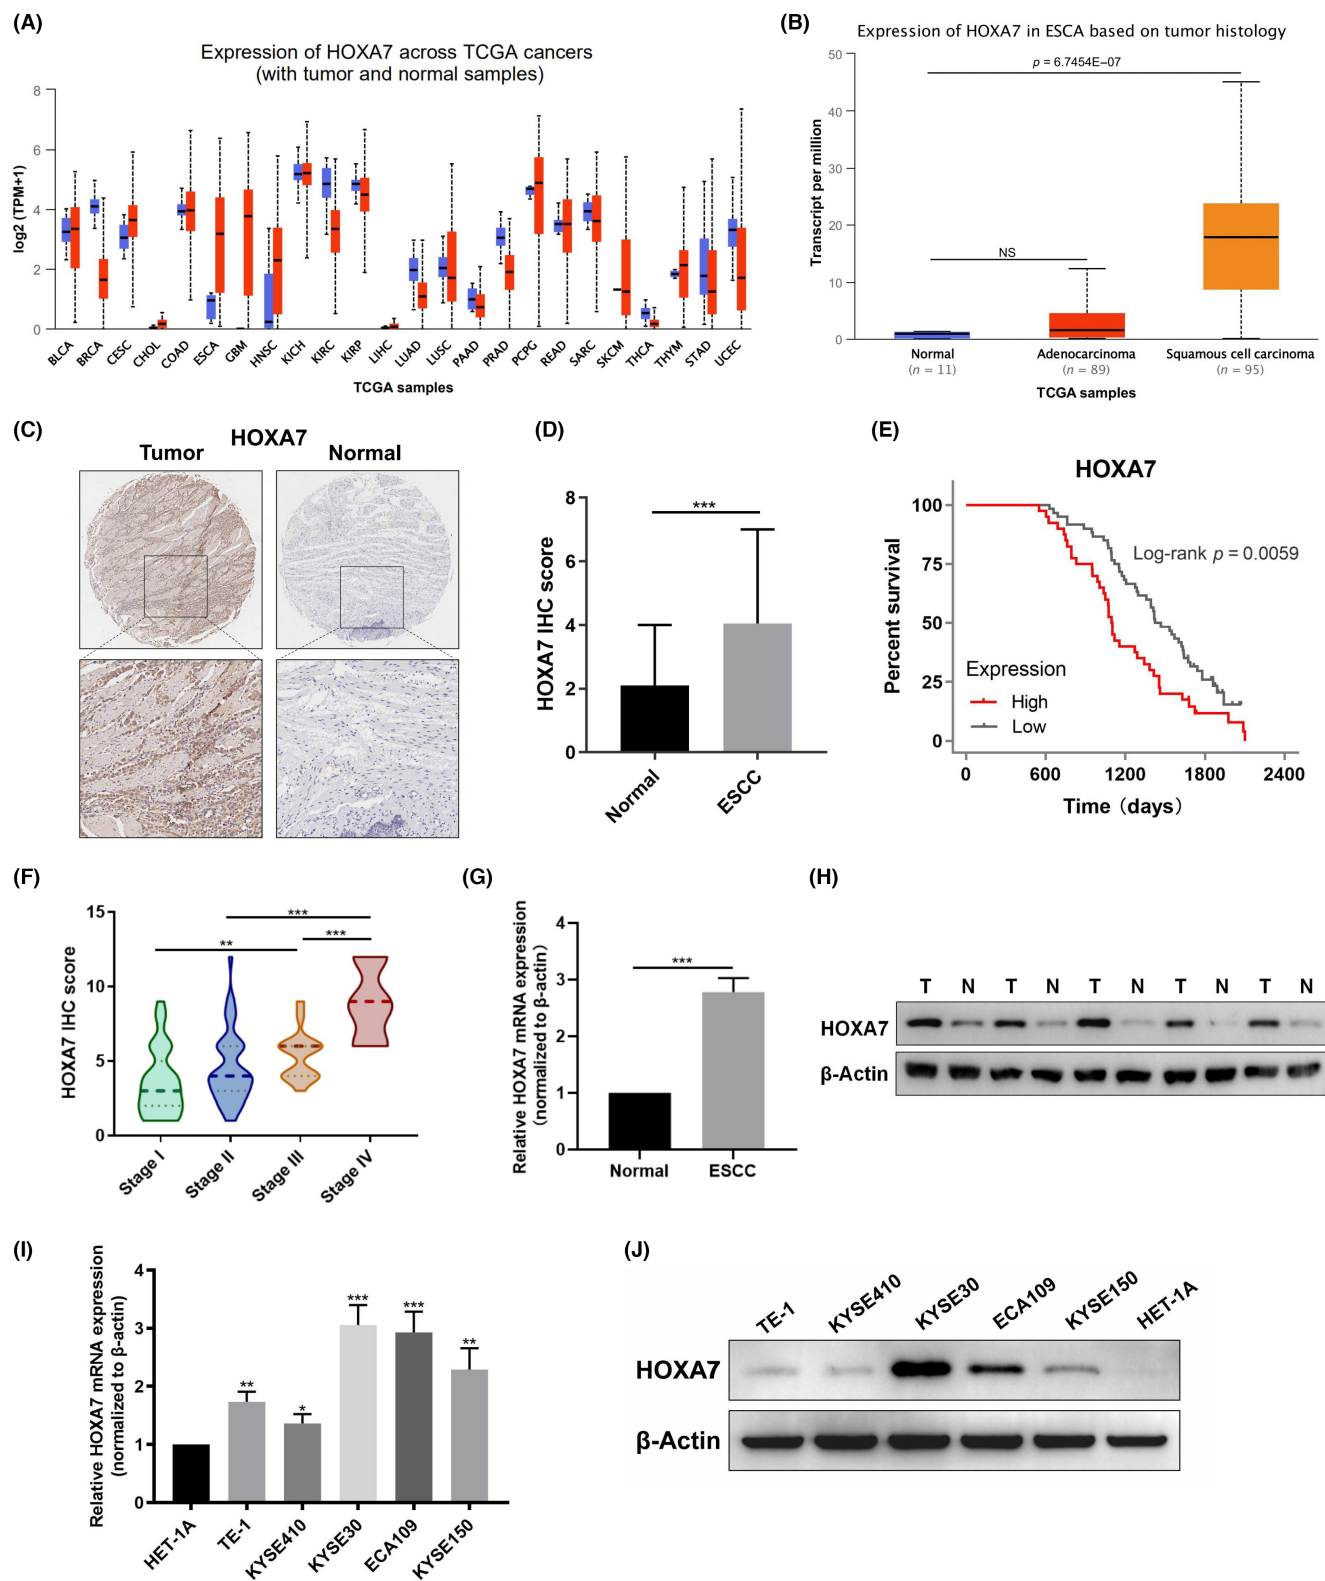 (A)
Expression of HOXA7 across TCGA cancers
(with tumor and normal samples)
log2 (TPM+1)
8
6
4
2
0
BLCA
BRCA
CESC
CHOL
COAD
ESCA
GBM
HNSC
KICH
KIRC
KIRP
LIHC
LUAD
LUSC
PAAD
PRAD
PCPG
READ
SARC
SKCM
THCA
THYM
STAD
UCEC
TCGA samples
(B)
Expression of HOXA7 in ESCA based on tumor histology
Transcript per million
50
40
30
20
10
0
p = 6.7454E−07
NS
Normal
(n = 11)
Adenocarcinoma
(n = 89)
Squamous cell carcinoma
(n = 95)
TCGA samples
(C)
HOXA7
Tumor
Normal
(D)
HOXA7 IHC score
8
6
4
2
0
***
Normal
ESCC
(E)
HOXA7
Percent survival
100
75
50
25
0
Log-rank p = 0.0059
Expression
High
Low
0
600
1200
1800
2400
Time (days)
(F)
HOXA7 IHC score
15
10
5
0
***
***
**
Stage I
Stage II
Stage III
Stage IV
(G)
Relative HOXA7 mRNA expression
(normalized to β-actin)
4
3
2
1
0
***
Normal
ESCC
(H)
T N T N T N T N T N
HOXA7
β-Actin
(I)
Relative HOXA7 mRNA expression
(normalized to β-actin)
4
3
2
1
0
**
*
***
***
**
HET-1A
TE-1
KYSE410
KYSE30
ECA109
KYSE150
(J)
TE-1
KYSE410
KYSE30
ECA109
KYSE150
HET-1A
HOXA7
β-Actin